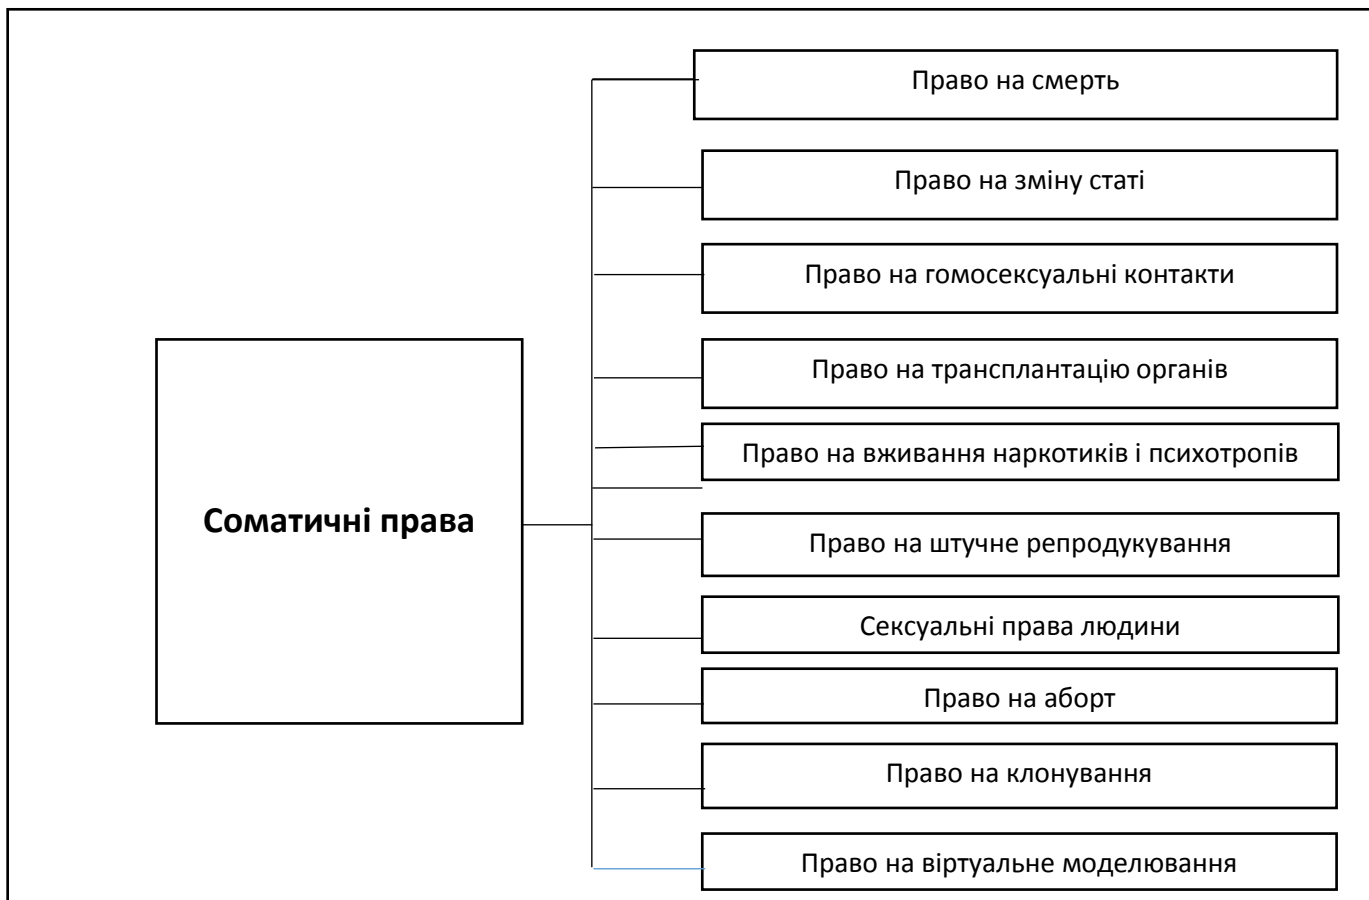 Право на смерть
Право на зміну статі
Право на гомосексуальні контакти
Право на трансплантацію органів
Право на вживання наркотиків і психотропів
Соматичні права
Право на штучне репродукування
Сексуальні права людини
Право на аборт
Право на клонування
Право на віртуальне моделювання